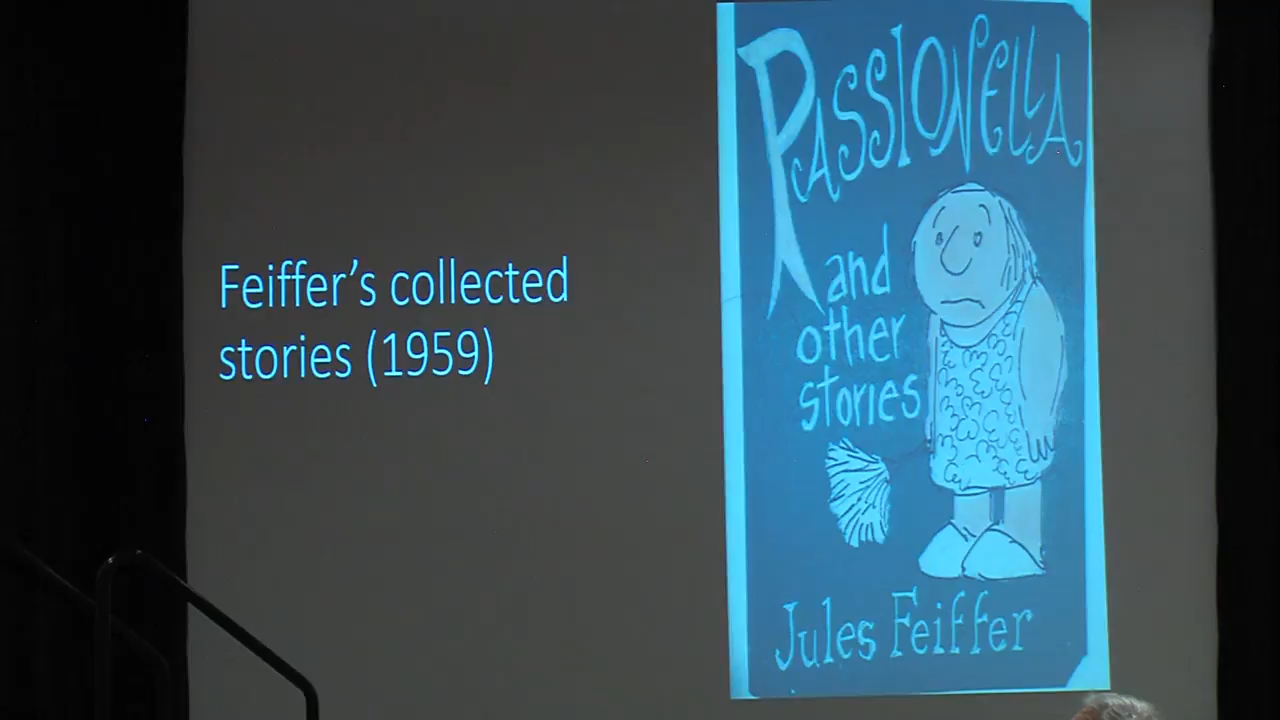 Feiffer's collected
stories (1959)
PASSIONELLA
and
other
stories
Jules Feiffer